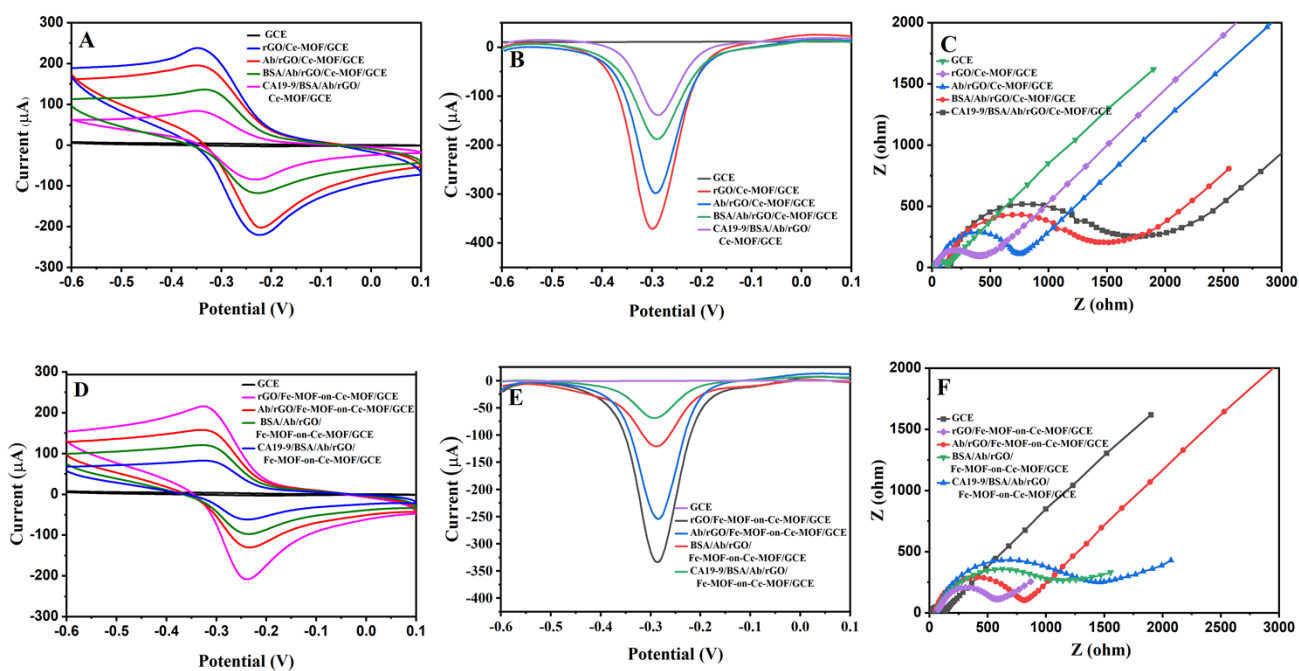 A
GCE
rGO/Ce-MOF/GCE
Ab/rGO/Ce-MOF/GCE
BSA/Ab/rGO/Ce-MOF/GCE
CA19-9/BSA/Ab/rGO/
Ce-MOF/GCE
Current (μA)
300
200
100
0
-100
-200
300
-0.6
-0.5
-0.4
-0.3
-0.2
-0.1
0.0
0.1
Potential (V)
B
GCE
rGO/Ce-MOF/GCE
Ab/rGO/Ce-MOF/GCE
BSA/Ab/rGO/Ce-MOF/GCE
CA19-9/BSA/Ab/rGO/
Ce-MOF/GCE
Current (μA)
0
-100
-200
-300
-400
-0.6
-0.5
-0.4
-0.3
-0.2
-0.1
0.0
0.1
Potential (V)
C
GCE
rGO/Ce-MOF/GCE
Ab/rGO/Ce-MOF/GCE
BSA/Ab/rGO/Ce-MOF/GCE
CA19-9/BSA/Ab/rGO/Ce-MOF/GCE
Z (ohm)
2000
1500
1000
500
0
0
500
1000
1500
2000
2500
3000
Z (ohm)
D
GCE
rGO/Fe-MOF-on-Ce-MOF/GCE
Ab/rGO/Fe-MOF-on-Ce-MOF/GCE
BSA/Ab/rGO/
Fe-MOF-on-Ce-MOF/GCE
CA19-9/BSA/Ab/rGO/
Fe-MOF-on-Ce-MOF/GCE
Current (μA)
300
200
100
0
-100
-200
300
-0.6
-0.5
-0.4
-0.3
-0.2
-0.1
0.0
0.1
Potential (V)
E
GCE
rGO/Fe-MOF-on-Ce-MOF/GCE
Ab/rGO/Fe-MOF-on-Ce-MOF/GCE
BSA/Ab/rGO/
Fe-MOF-on-Ce-MOF/GCE
CA19-9/BSA/Ab/rGO/
Fe-MOF-on-Ce-MOF/GCE
Current (μA)
0
-50
-100
-150
-200
-250
-300
-350
-400
-0.6
-0.5
-0.4
-0.3
-0.2
-0.1
0.0
0.1
Potential (V)
F
GCE
rGO/Fe-MOF-on-Ce-MOF/GCE
Ab/rGO/Fe-MOF-on-Ce-MOF/GCE
BSA/Ab/rGO/
Fe-MOF-on-Ce-MOF/GCE
CA19-9/BSA/Ab/rGO/
Fe-MOF-on-Ce-MOF/GCE
Z (ohm)
2000
1500
1000
500
0
0
500
1000
1500
2000
2500
3000
Z (ohm)